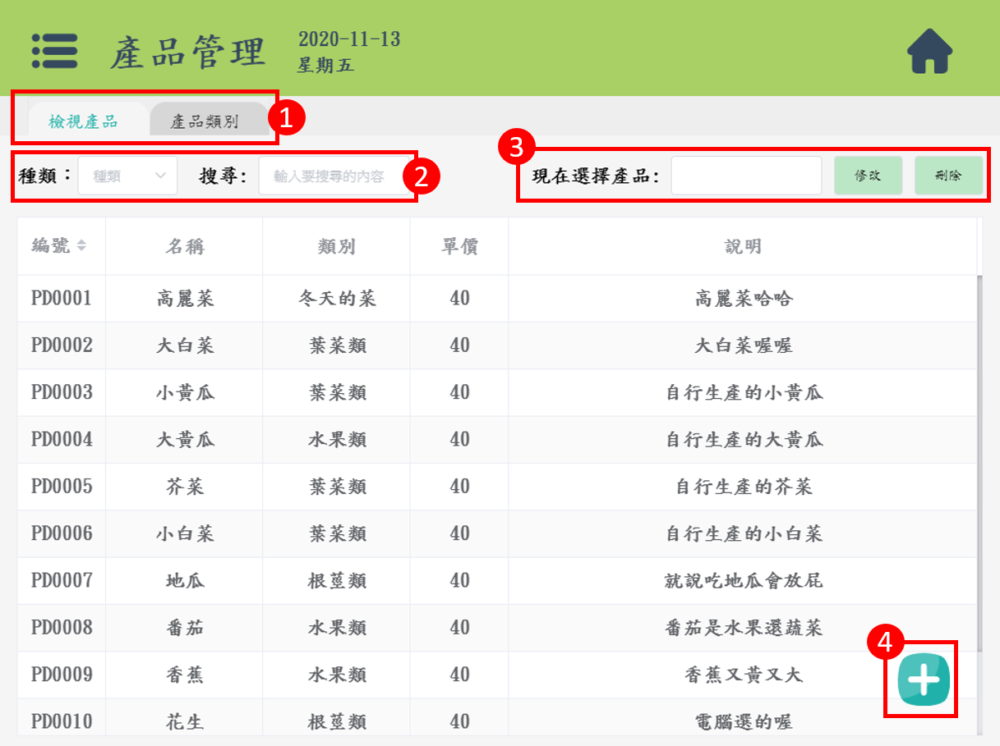 產品管理
2020-11-13
星期五
檢視產品 產品類別 1
種類： 種類 搜尋: 輸入要搜尋的內容 2
3
現在選擇產品: 修改 刪除
編號 名稱 類別 單價 說明
PD0001 高麗菜 冬天的菜 40 高麗菜哈哈
PD0002 大白菜 葉菜類 40 大白菜喔喔
PD0003 小黃瓜 葉菜類 40 自行生產的小黃瓜
PD0004 大黃瓜 水果類 40 自行生產的大黃瓜
PD0005 芥菜 葉菜類 40 自行生產的芥菜
PD0006 小白菜 葉菜類 40 自行生產的小白菜
PD0007 地瓜 根莖類 40 就說吃地瓜會放屁
PD0008 番茄 水果類 40 番茄是水果還蔬菜
4
PD0009 香蕉 水果類 40 香蕉又黃又大
PD0010 花生 根莖類 40 電腦選的喔